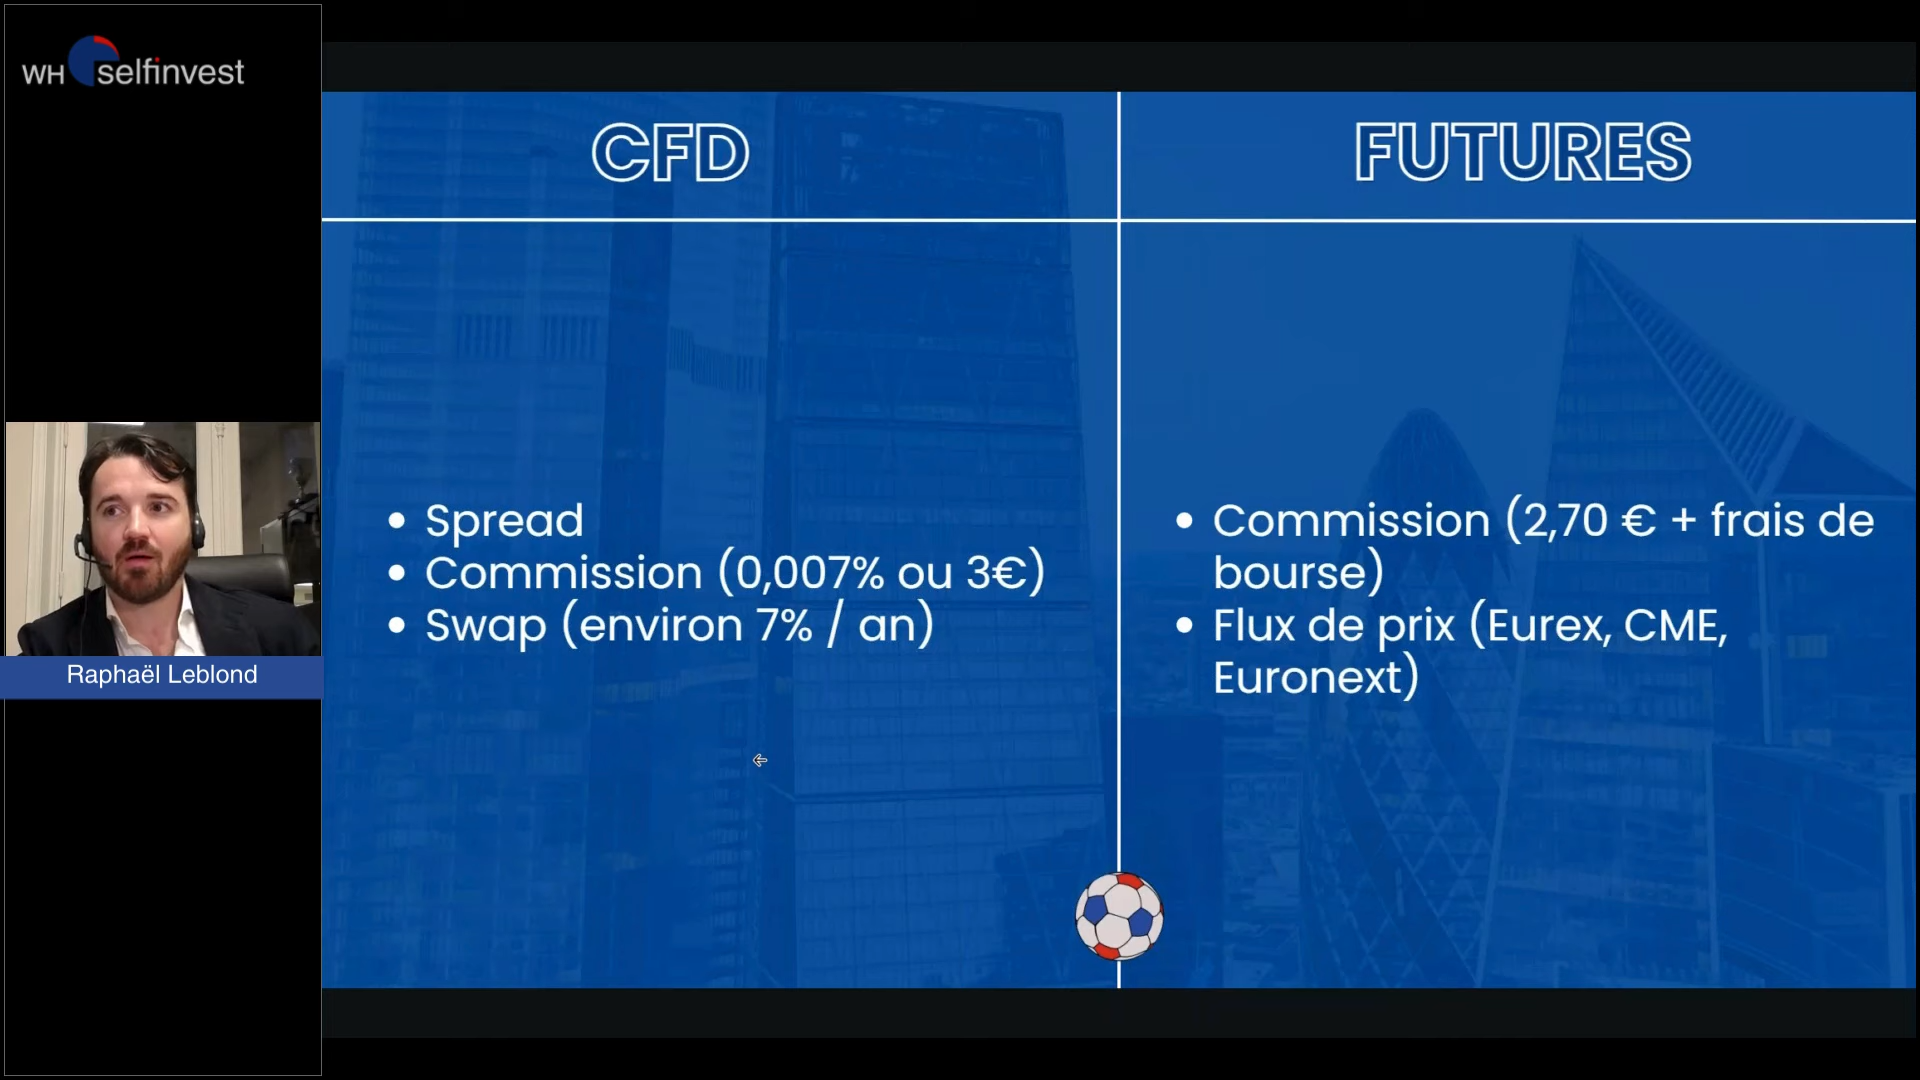 WH selfinvest
Raphaël Leblond
CFD
• Spread
• Commission (0,007% ou 3€)
• Swap (environ 7% / an)
FUTURES
• Commission (2,70 € + frais de
bourse)
• Flux de prix (Eurex, CME,
Euronext)